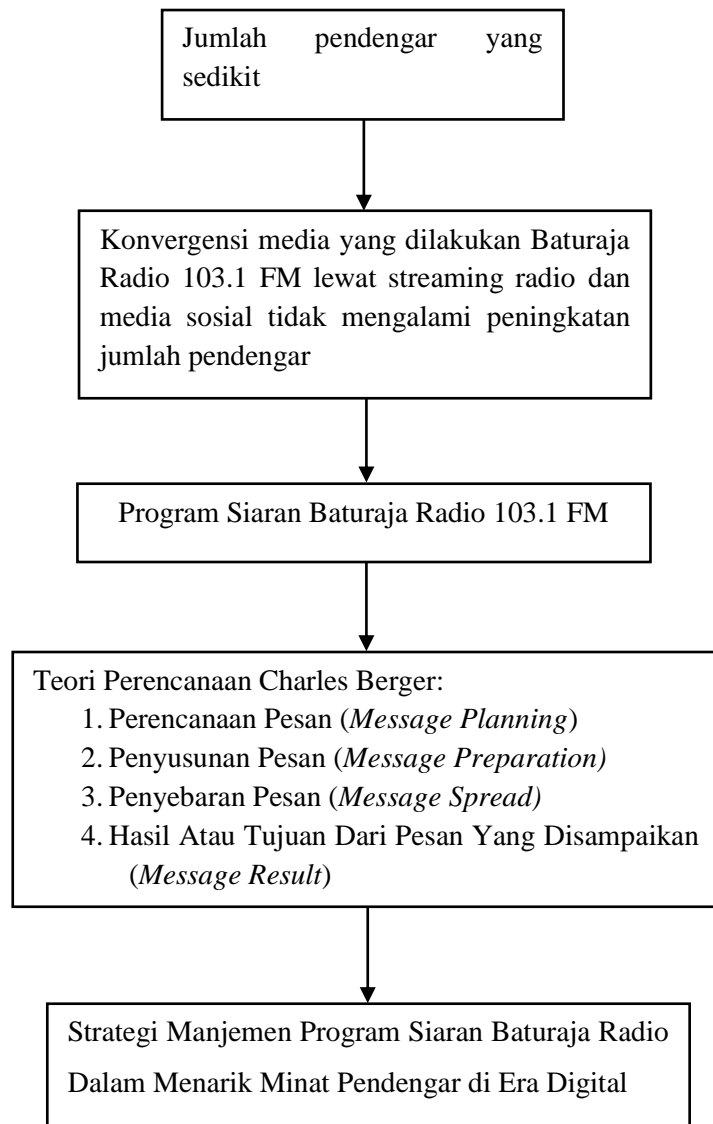 Jumlah pendengar yang
sedikit
Konvergensi media yang dilakukan Baturaja
Radio 103.1 FM lewat streaming radio dan
media sosial tidak mengalami peningkatan
jumlah pendengar
Program Siaran Baturaja Radio 103.1 FM
Teori Perencanaan Charles Berger:
1. Perencanaan Pesan (Message Planning)
2. Penyusunan Pesan (Message Preparation)
3. Penyebaran Pesan (Message Spread)
4. Hasil Atau Tujuan Dari Pesan Yang Disampaikan
(Message Result)
Strategi Manjemen Program Siaran Baturaja Radio
Dalam Menarik Minat Pendengar di Era Digital